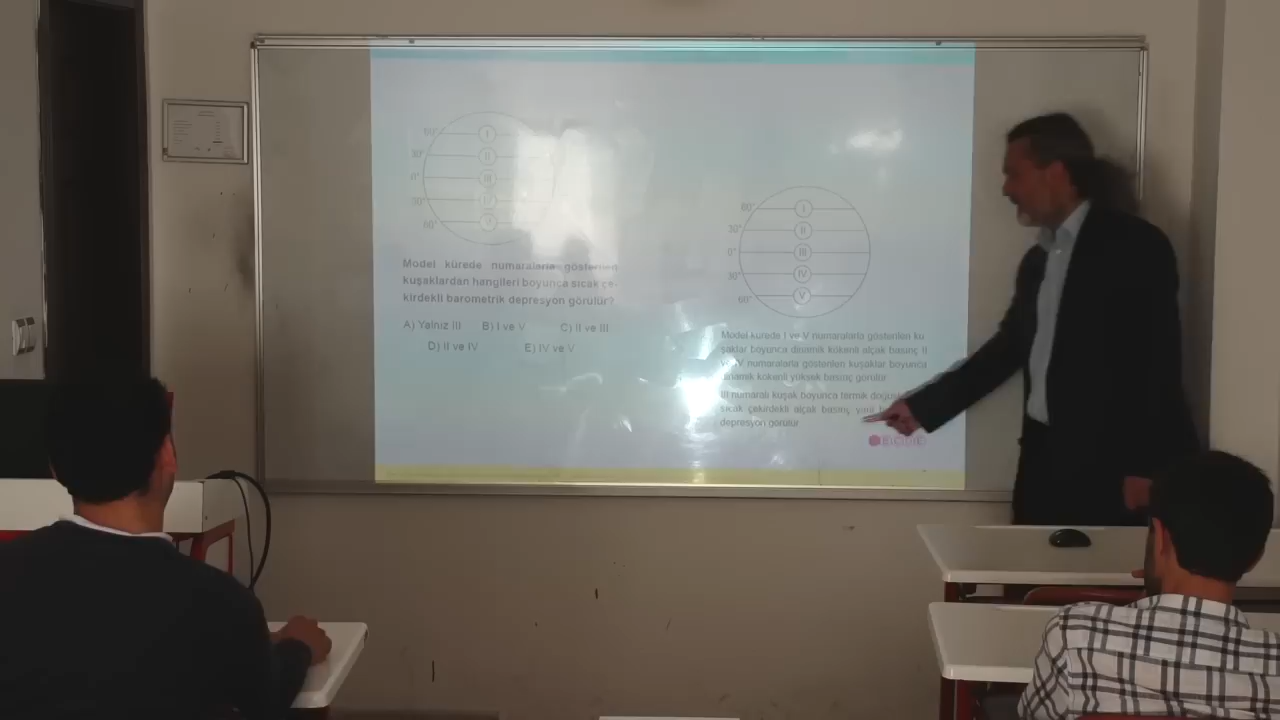 60°
I
30°
II
0°
III
30°
60°
Model kürede numaralarla gösterilen
kuşaklardan hangileri boyunca sıcak çe-
kirdekli barometrik depresyon görülür?
A) Yalnız III B) I ve V C) II ve III
D) II ve IV E) IV ve V
60°
I
30°
II
0°
III
30°
IV
60°
V
Model kürede I ve V numaralarla gösterilen ku
şaklar boyunca dinamik kökenli alçak basınç II
numaralarla gösterilen kuşaklar boyunca
dinamik kökenli yüksek basınç görülür.
III numaralı kuşak boyunca termik
sıcak çekirdekli alçak basınç yani
depresyon görülür.